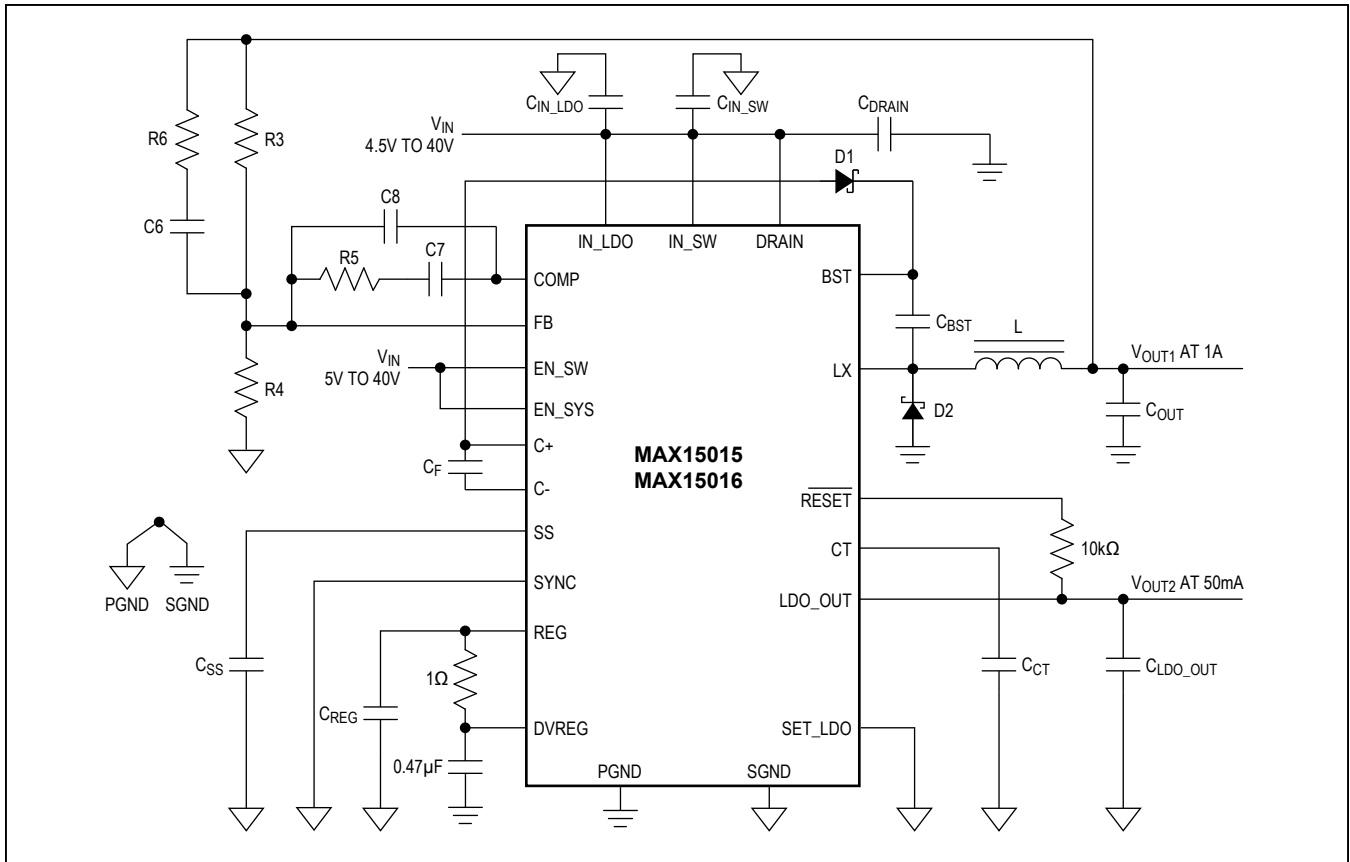 C_IN_LDO
C_IN_SW
C_DRAIN
V_IN
4.5V TO 40V
R6
R3
D1
C8
C6
IN_LDO
IN_SW
DRAIN
R5
C7
COMP
BST
FB
C_BST
L
V_IN
5V TO 40V
EN_SW
LX
V_OUT1 AT 1A
R4
EN_SYS
D2
C_OUT
C+
MAX15015
MAX15016
C_F
C-
RESET
SS
10kΩ
CT
PGND
SGND
SYNC
LDO_OUT
V_OUT2 AT 50mA
REG
C_SS
1Ω
C_CT
C_LDO_OUT
C_REG
DVREG
SET_LDO
0.47µF
PGND
SGND